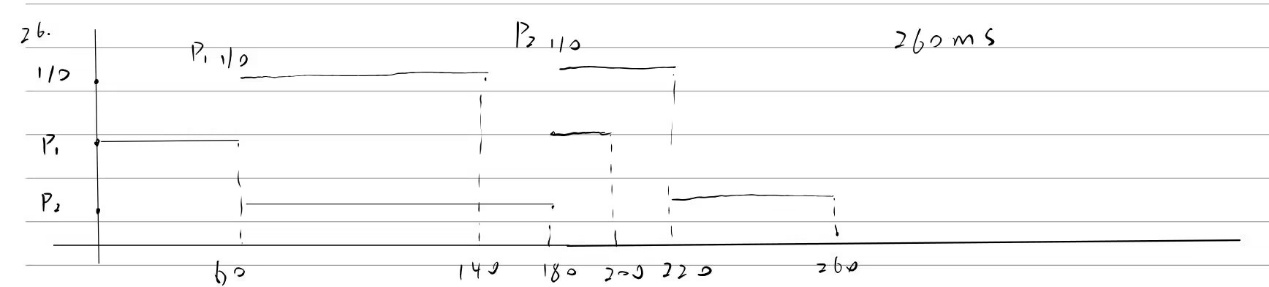 26.
P₁ I/O
P₂ I/O
260ms
I/O
P₁
P₂
60 140 180 200 220 260